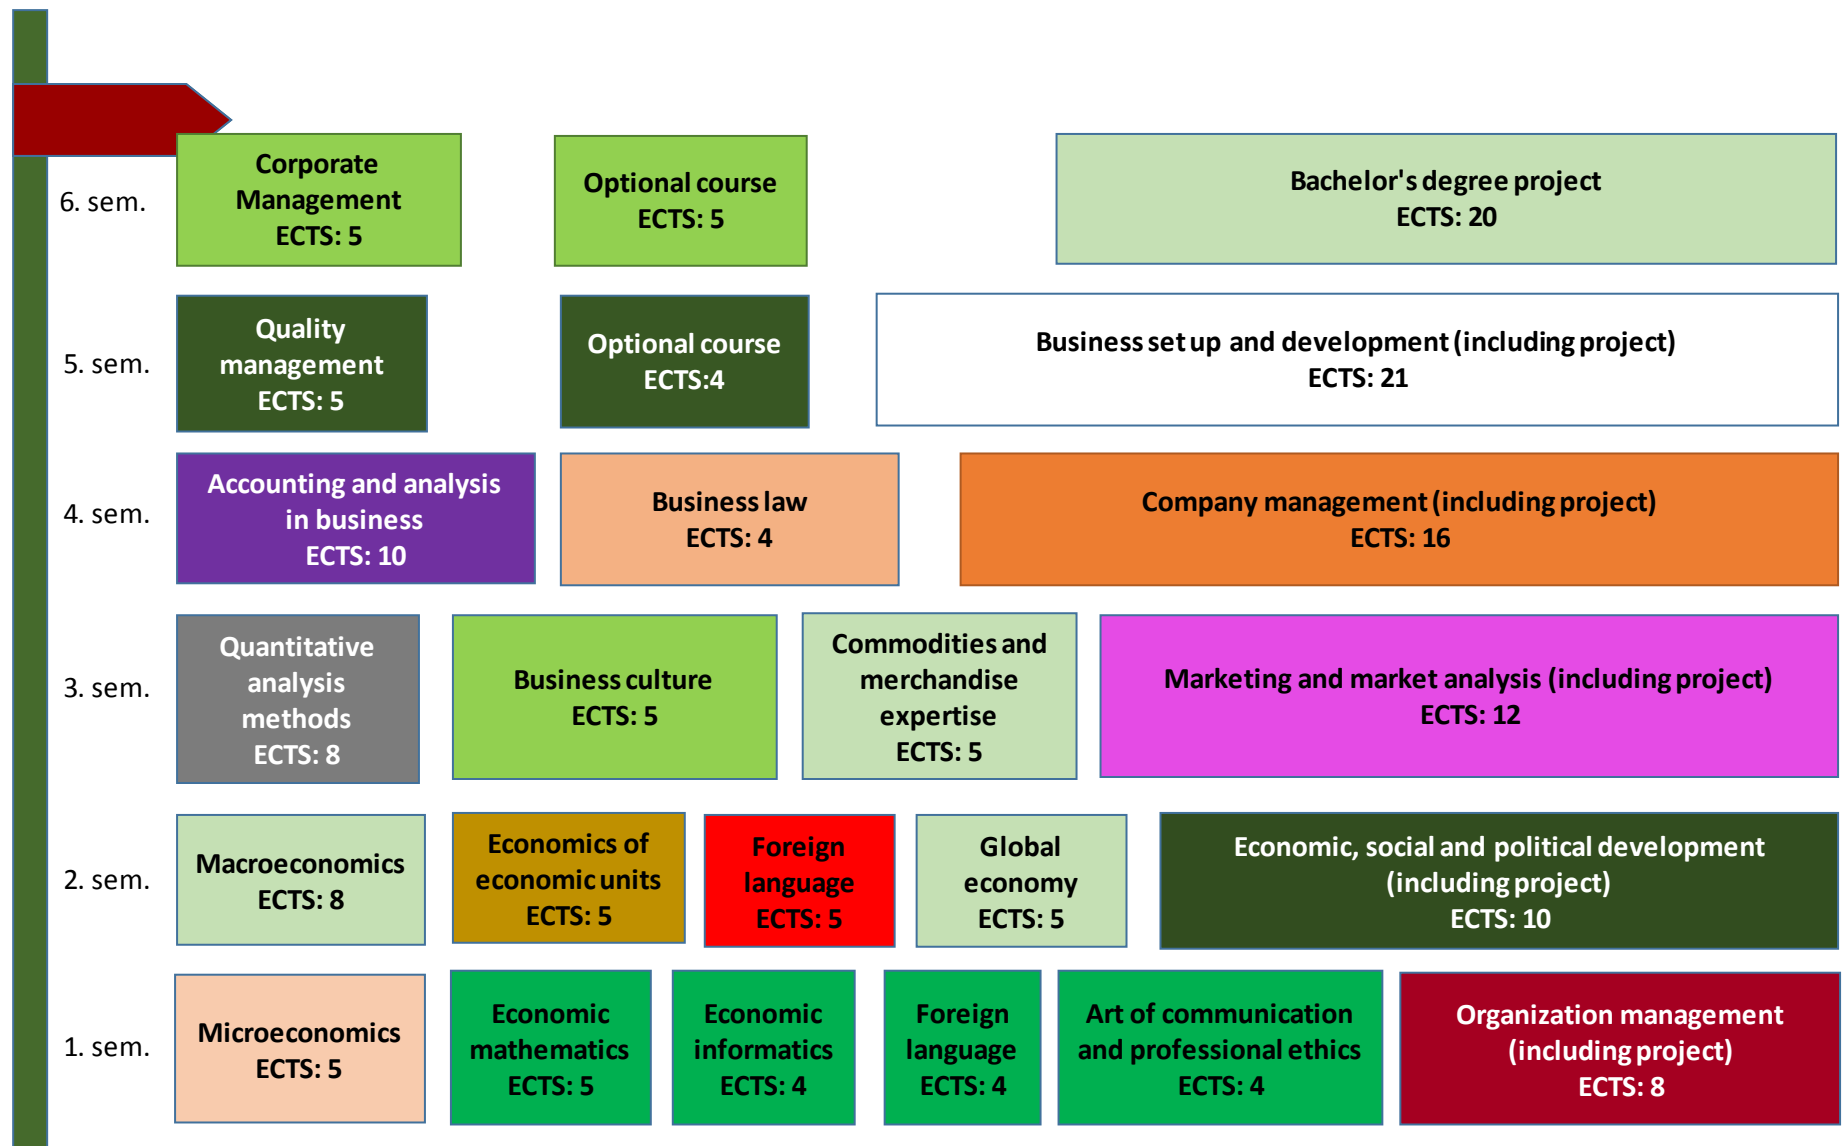 6. sem.
Corporate
Management
ECTS: 5
Optional course
ECTS: 5
Bachelor's degree project
ECTS: 20
5. sem.
Quality
management
ECTS: 5
Optional course
ECTS:4
Business set up and development (including project)
ECTS: 21
4. sem.
Accounting and analysis
in business
ECTS: 10
Business law
ECTS: 4
Company management (including project)
ECTS: 16
3. sem.
Quantitative
analysis
methods
ECTS: 8
Business culture
ECTS: 5
Commodities and
merchandise
expertise
ECTS: 5
Marketing and market analysis (including project)
ECTS: 12
2. sem.
Macroeconomics
ECTS: 8
Economics of
economic units
ECTS: 5
Foreign
language
ECTS: 5
Global
economy
ECTS: 5
Economic, social and political development
(including project)
ECTS: 10
1. sem.
Microeconomics
ECTS: 5
Economic
mathematics
ECTS: 5
Economic
informatics
ECTS: 4
Foreign
language
ECTS: 4
Art of communication
and professional ethics
ECTS: 4
Organization management
(including project)
ECTS: 8